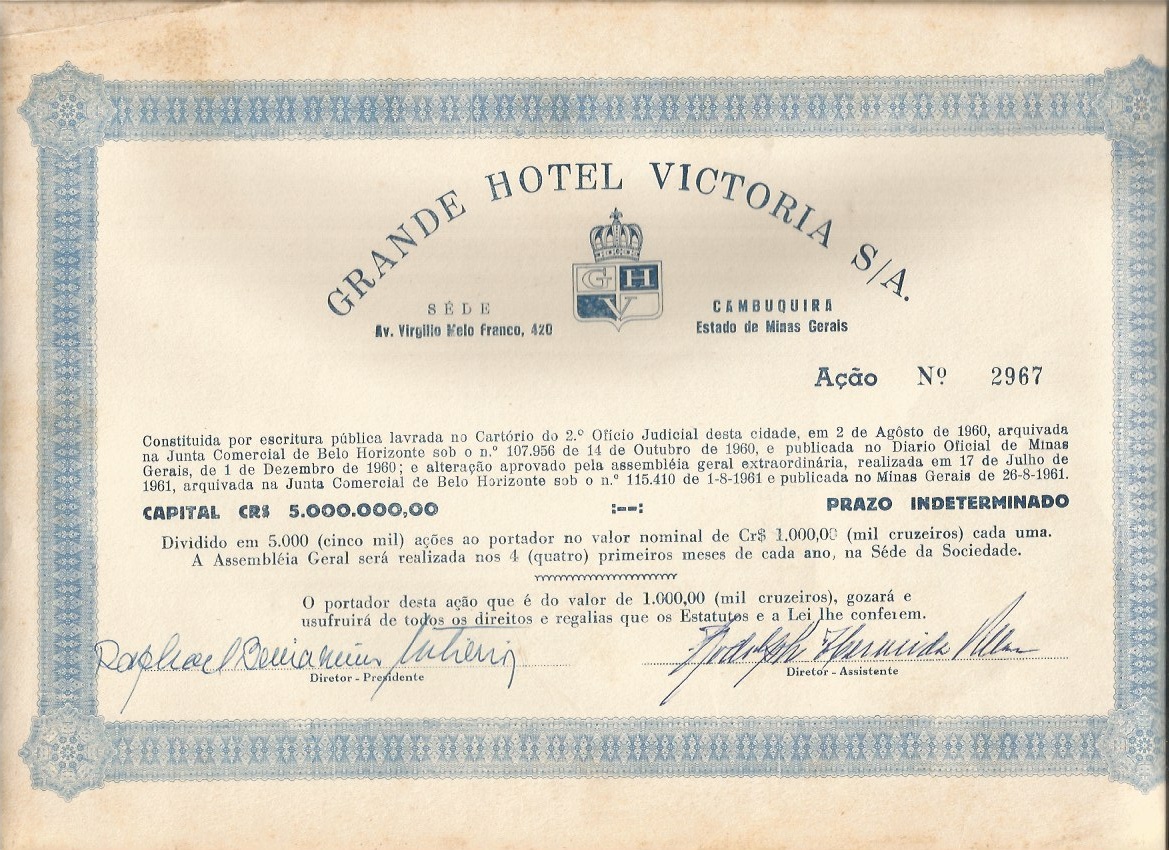 GRANDE HOTEL VICTORIA S/A.
G H
V
SÉDE
Av. Virgilio Melo Franco, 420
CAMBUQUIRA
Estado de Minas Gerais
Ação Nº 2967
Constituida por escritura pública lavrada no Cartório do 2.º Ofício Judicial desta cidade, em 2 de Agôsto de 1960, arquivada
na Junta Comercial de Belo Horizonte sob o n.º 107.956 de 14 de Outubro de 1960, e publicada no Diario Oficial de Minas
Gerais, de 1 de Dezembro de 1960; e alteração aprovado pela assembléia geral extraordinária, realizada em 17 de Julho de
1961, arquivada na Junta Comercial de Belo Horizonte sob o n.º 115.410 de 1-8-1961 e publicada no Minas Gerais de 26-8-1961.
CAPITAL CR$ 5.000.000,00 :--: PRAZO INDETERMINADO
Dividido em 5.000 (cinco mil) ações ao portador no valor nominal de Cr$ 1.000,00 (mil cruzeiros) cada uma.
A Assembléia Geral será realizada nos 4 (quatro) primeiros meses de cada ano, na Séde da Sociedade.
O portador desta ação que é do valor de 1.000,00 (mil cruzeiros), gozará e
usufruirá de todos os direitos e regalias que os Estatutos e a Lei lhe conferem.
Raphael
Diretor - Presidente
Diretor - Assistente